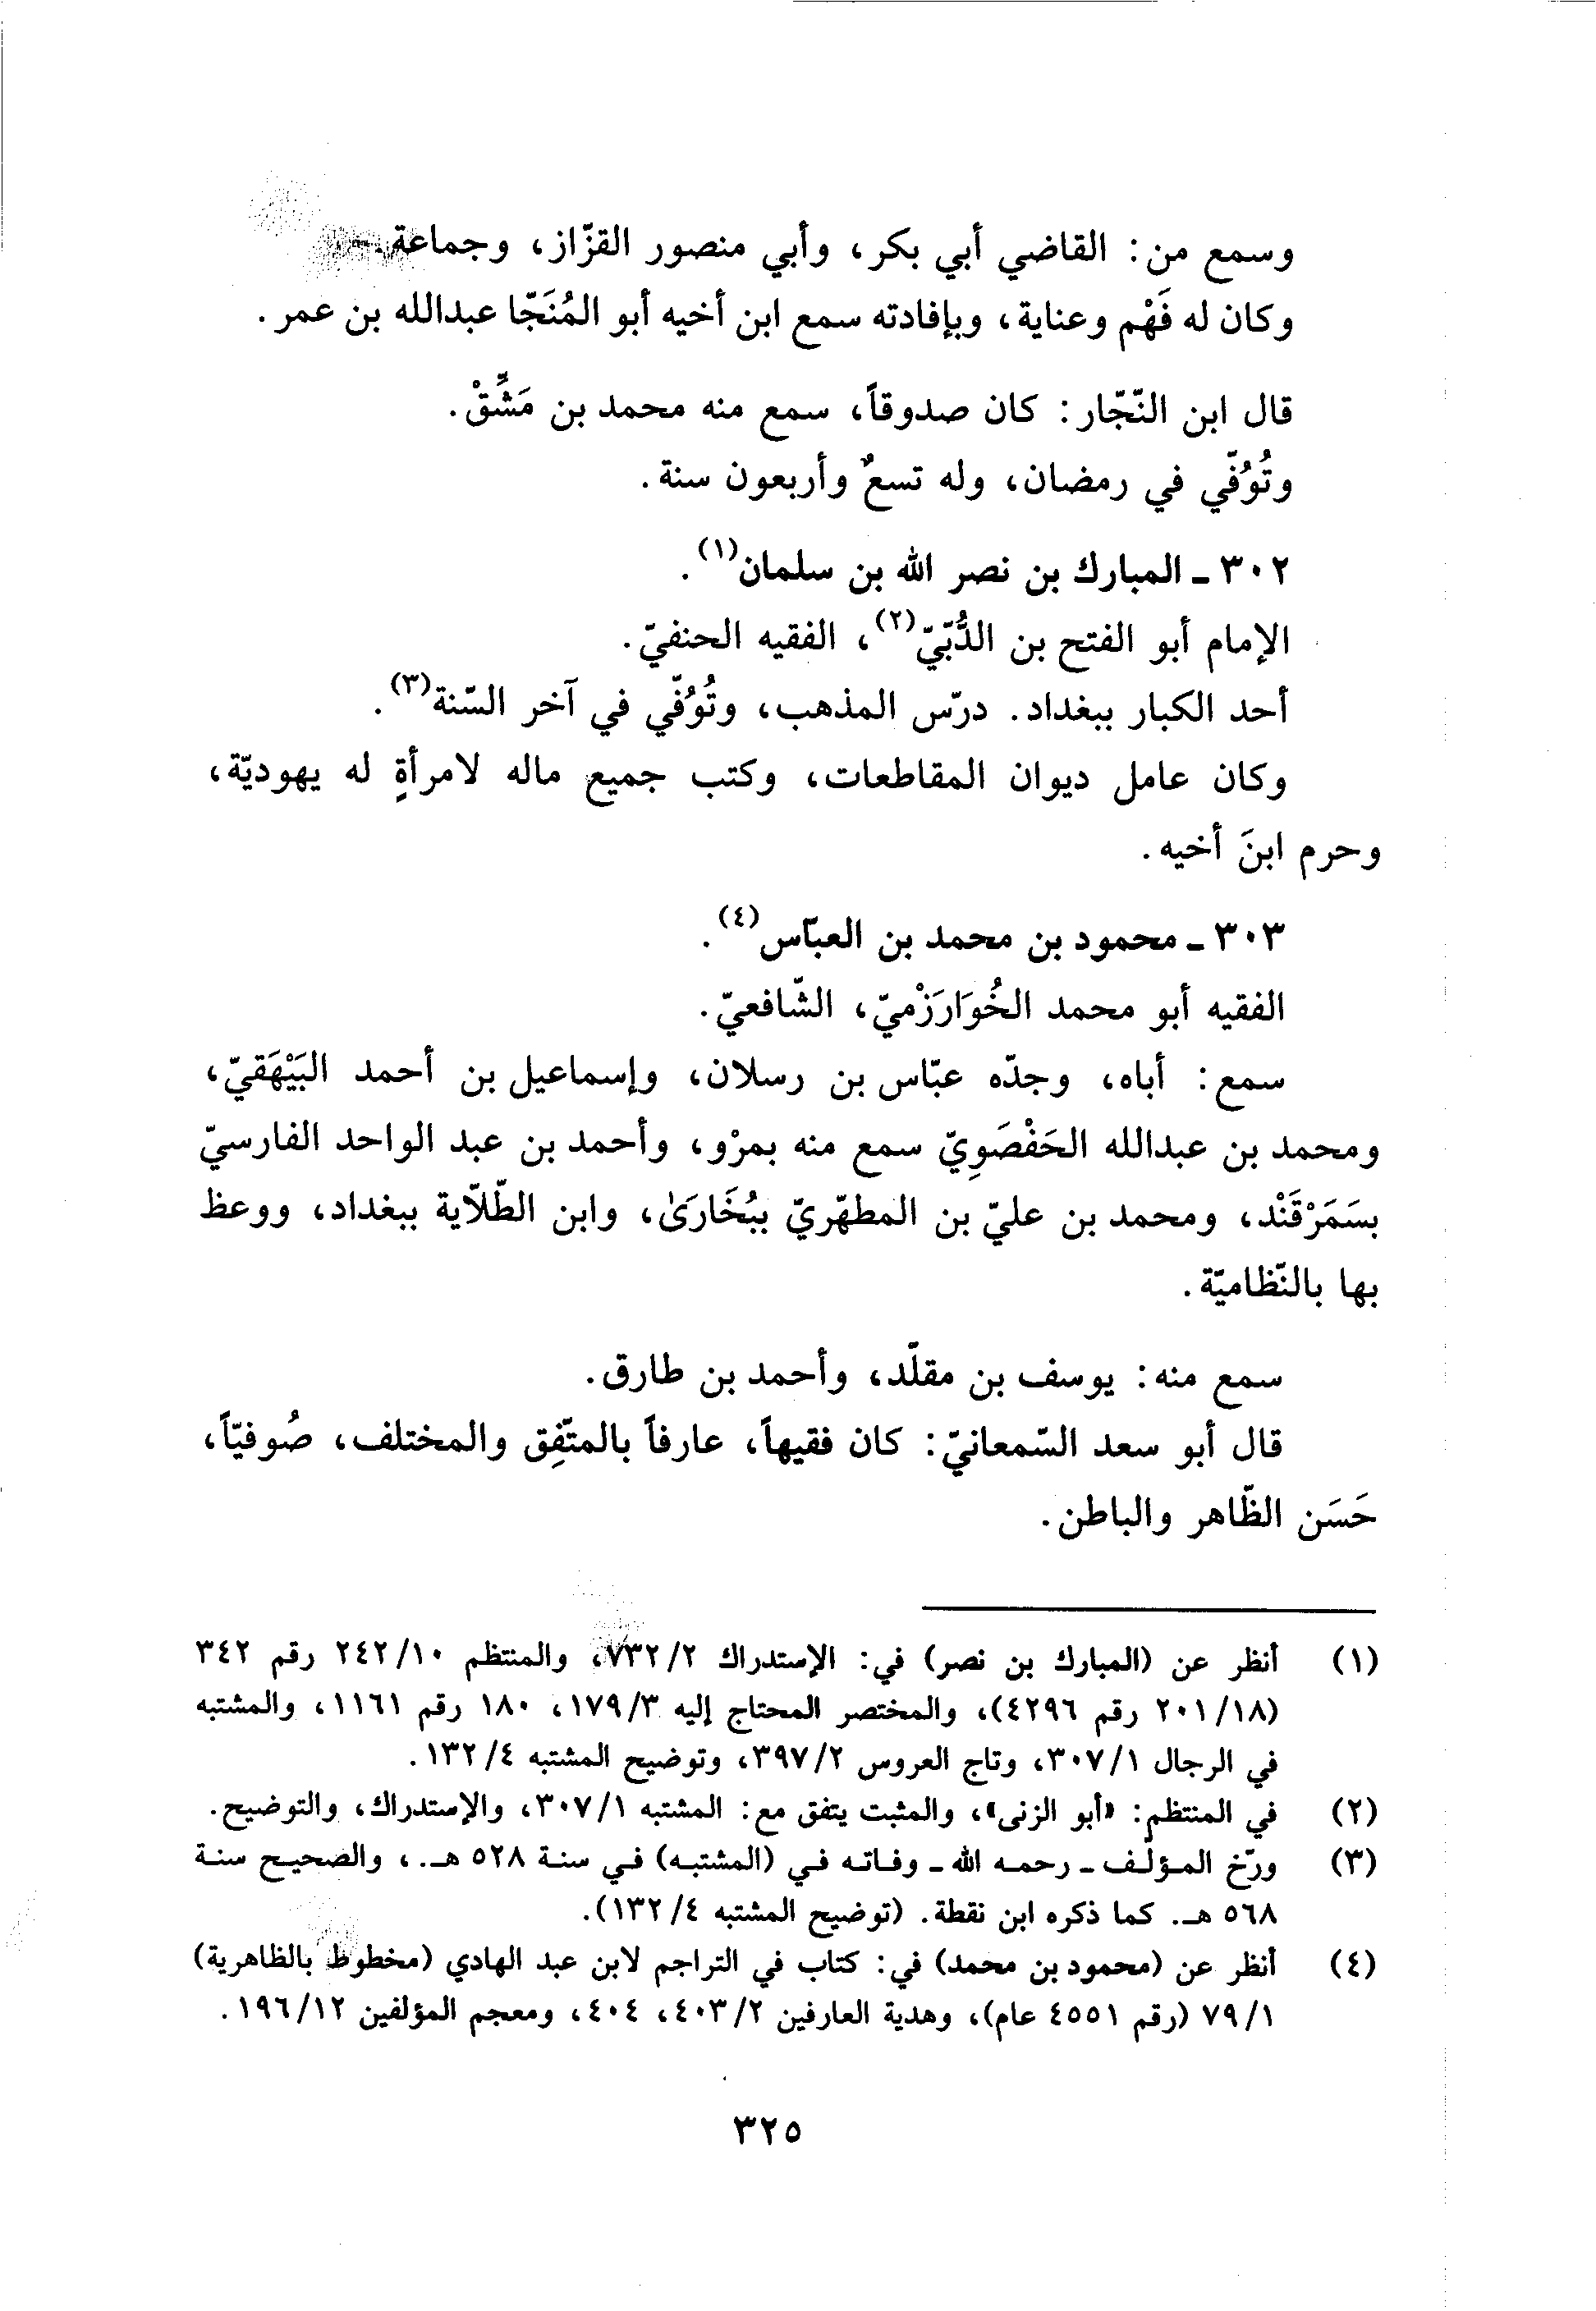 وسمع من: القاضي أبي بكر، وأبي منصور القزّاز، وجماعة.
وكان له فَهْم وعناية، وبإفادته سمع ابن أخيه أبو المُنَجّا عبدالله بن عمر.
قال ابن النّجّار: كان صدوقاً، سمع منه محمد بن مَشِّقْ.
وتُوُفّي في رمضان، وله تسعٌ وأربعون سنة.
٣٠٢ ـ المبارك بن نصر الله بن سلمان(١).
الإمام أبو الفتح بن الدُّبّيّ(٢)، الفقيه الحنفيّ.
أحد الكبار ببغداد. درّس المذهب، وتُوُفّي في آخر السّنة(٣).
وكان عامل ديوان المقاطعات، وكتب جميع ماله لامرأةٍ له يهوديّة،
وحرم ابنَ أخيه.
٣٠٣ ـ محمود بن محمد بن العبّاس(٤).
الفقيه أبو محمد الخُوَارَزْميّ، الشّافعيّ.
سمع: أباه، وجدّه عبّاس بن رسلان، وإسماعيل بن أحمد البَيْهَقيّ،
ومحمد بن عبدالله الحَفْصَوِيّ سمع منه بمرْو، وأحمد بن عبد الواحد الفارسيّ
بسَمَرْقَنْد، ومحمد بن عليّ بن المطهّريّ ببُخَارَىٰ، وابن الطّلّاية ببغداد، ووعظ
بها بالنّظاميّة.
سمع منه: يوسف بن مقلّد، وأحمد بن طارق.
قال أبو سعد السّمعانيّ: كان فقيهاً، عارفاً بالمتّفِق والمختلف، صُوفيّاً،
حَسَن الظّاهر والباطن.
(١) أنظر عن (المبارك بن نصر) في: الإستدراك ٢/ ٧٣٢، والمنتظم ١٠/ ٢٤٢ رقم ٣٤٢
(١٨/ ٢٠١ رقم ٤٢٩٦)، والمختصر المحتاج إليه ٣/ ١٧٩، ١٨٠ رقم ١١٦١، والمشتبه
في الرجال ١/ ٣٠٧، وتاج العروس ٢/ ٣٩٧، وتوضيح المشتبه ٤/ ١٣٢.
(٢) في المنتظم: «أبو الزنى»، والمثبت يتفق مع: المشتبه ١/ ٣٠٧، والإستدراك، والتوضيح.
(٣) ورّخ المؤلّف ـ رحمه الله ـ وفاته في (المشتبه) في سنة ٥٢٨ هـ.، والصحيح سنة
٥٦٨ هـ. كما ذكره ابن نقطة. (توضيح المشتبه ٤/ ١٣٢).
(٤) أنظر عن (محمود بن محمد) في: كتاب في التراجم لابن عبد الهادي (مخطوط بالظاهرية)
١/ ٧٩ (رقم ٤٥٥١ عام)، وهدية العارفين ٢/ ٤٠٣، ٤٠٤، ومعجم المؤلفين ١٢/ ١٩٦.
٣٢٥